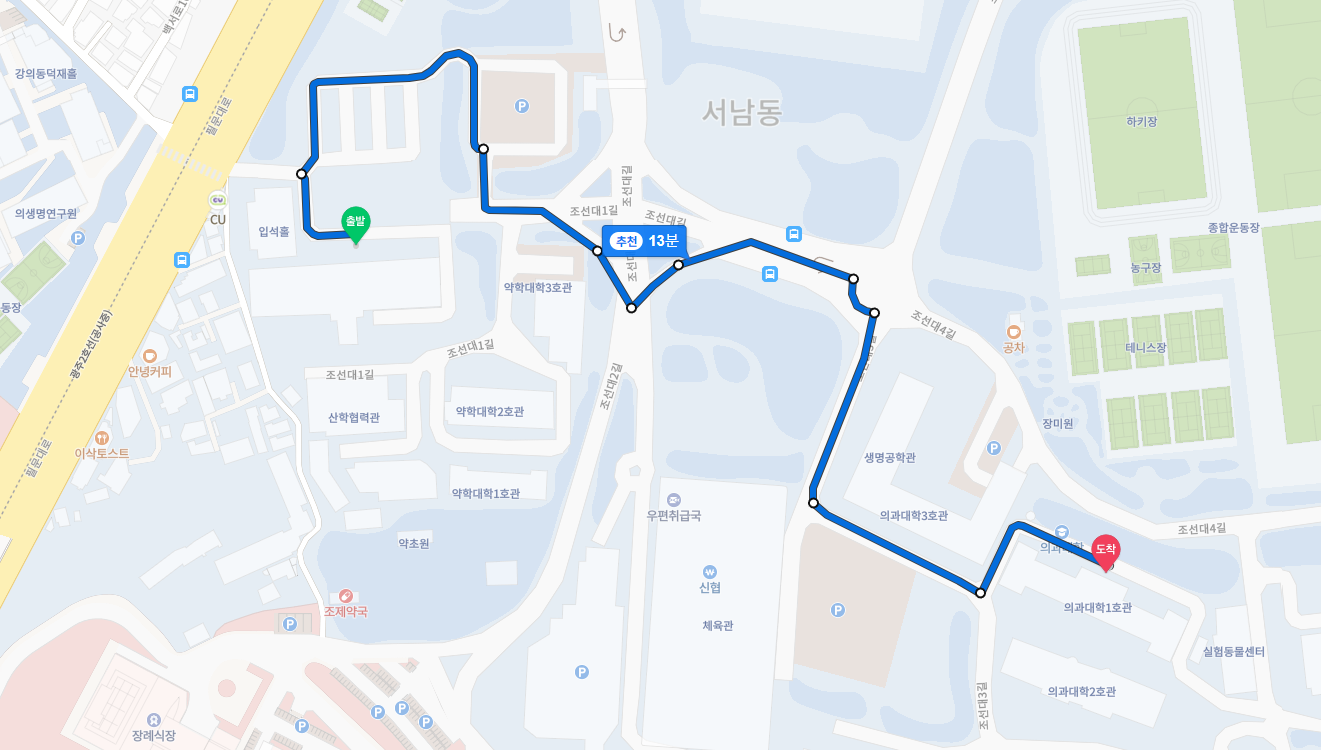 백서로1
강의동덕재홀
필문대로
서남동
하키장
조선대길
CU
출발
생의명연구원
입석홀
조선대1길
조선대길
종합운동장
추천 13분
농구장
동장
약학대학3호관
광주2호선(공사중)
조선대4길
공차
테니스장
조선대1길
안녕커피
조선대1길
조선대2길
산학협력관
약학대학2호관
장미원
이삭토스트
필문대로
생명공학관
약학대학1호관
우편취급국
의과대학3호관
조선대4길
약초원
의과대학
도착
신협
조제약국
의과대학1호관
체육관
실험동물센터
의과대학2호관
조선대3길
장례식장